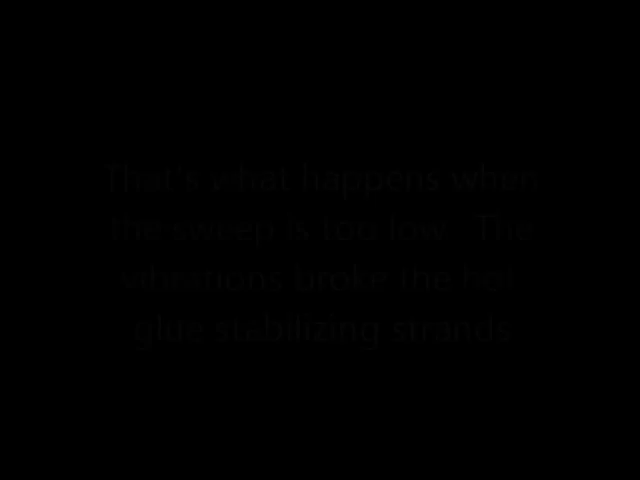 That's what happens when
the sweep is too low. The
vibrations broke the hot
glue stabilizing strands